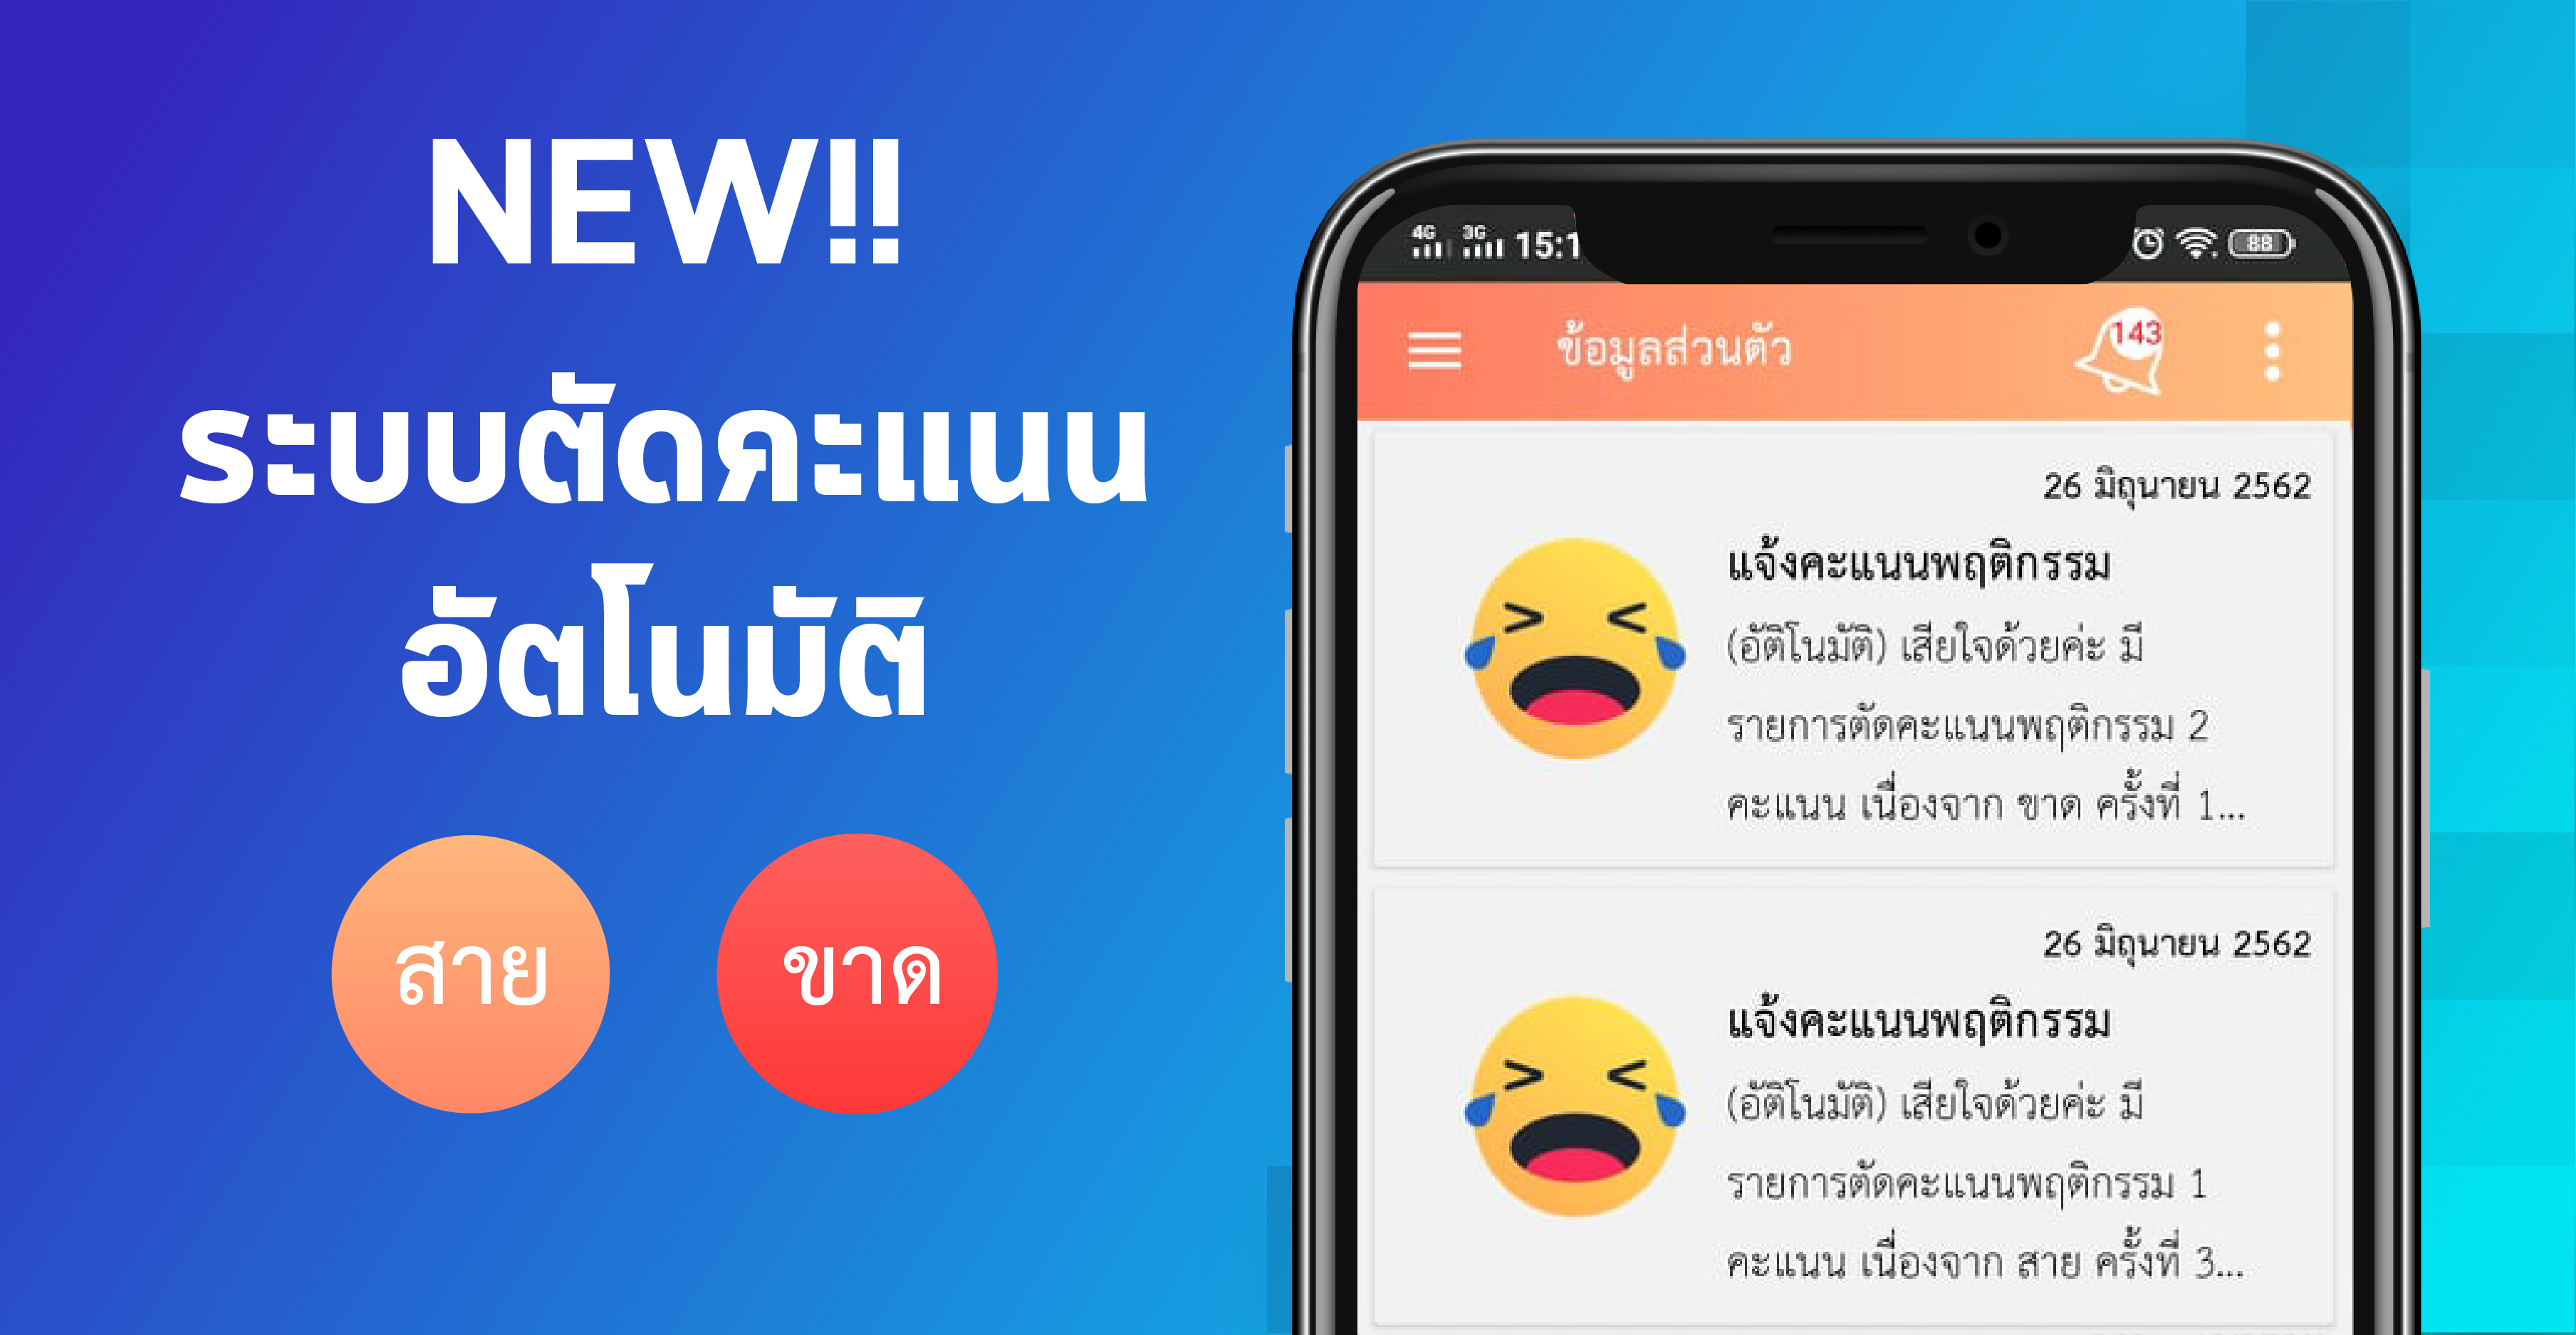 NEW!!
ระบบตัดคะแนน
อัตโนมัติ
สาย
ขาด
4G 3G 15:1
88
ข้อมูลส่วนตัว
143
26 มิถุนายน 2562
แจ้งคะแนนพฤติกรรม
(อัติโนมัติ) เสียใจด้วยค่ะ มี
รายการตัดคะแนนพฤติกรรม 2
คะแนน เนื่องจาก ขาด ครั้งที่ 1...
26 มิถุนายน 2562
แจ้งคะแนนพฤติกรรม
(อัติโนมัติ) เสียใจด้วยค่ะ มี
รายการตัดคะแนนพฤติกรรม 1
คะแนน เนื่องจาก สาย ครั้งที่ 3...